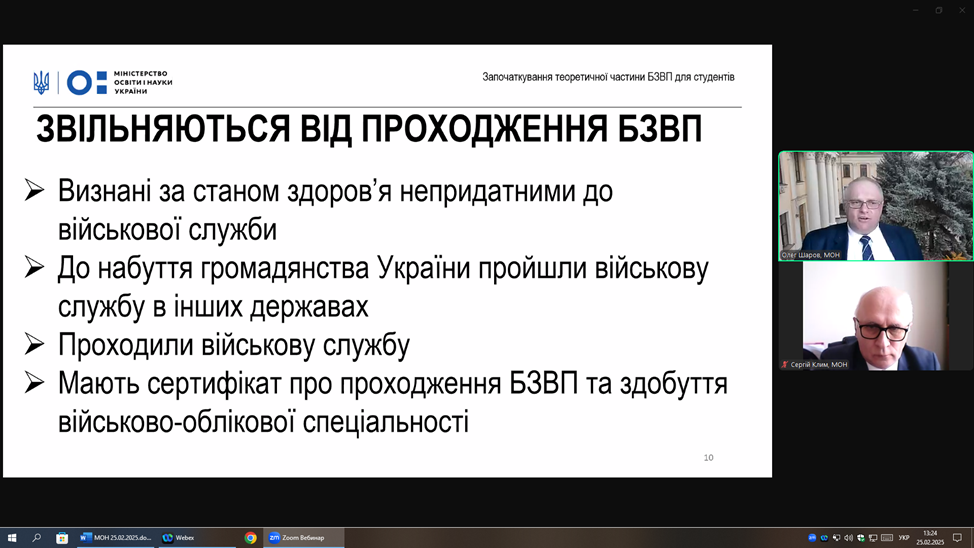 МІНІСТЕРСТВО
ОСВІТИ І НАУКИ
УКРАЇНИ
Започаткування теоретичної частини БЗВП для студентів
ЗВІЛЬНЯЮТЬСЯ ВІД ПРОХОДЖЕННЯ БЗВП
Визнані за станом здоров’я непридатними до
військової служби
До набуття громадянства України пройшли військову
службу в інших державах
Проходили військову службу
Мають сертифікат про проходження БЗВП та здобуття
військово-облікової спеціальності
10
Олег Шаров, МОН
Сергій Клим, МОН
МОН 25.02.2025.do...
Webex
zm Zoom Вебинар
УКР
13:24
25.02.2025